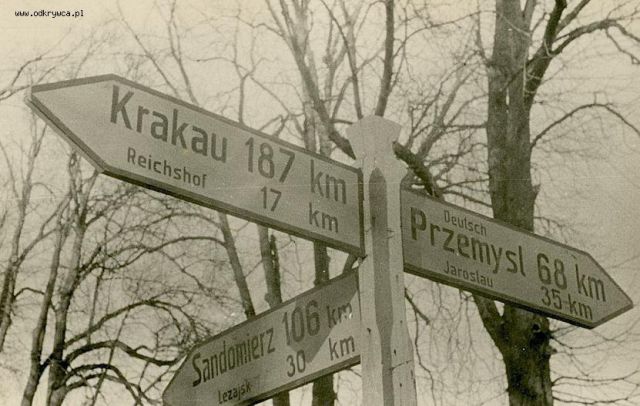 www.odkrywca.pl
Krakau 187 km
Reichshof 17 km
Deutsch
Przemysl 68 km
Jaroslau 35 km
Sandomierz 106 km
Lezajsk 30 km